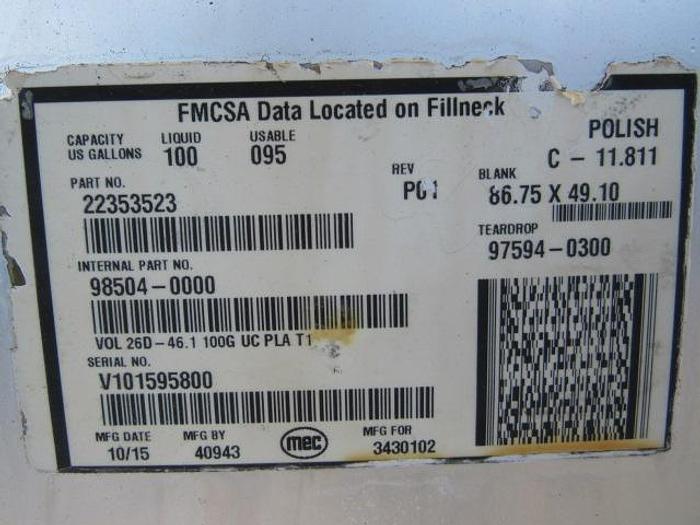 FMCSA Data Located on Fillneck
CAPACITY LIQUID USABLE
US GALLONS 100 095
POLISH
C - 11.811
PART NO. REV BLANK
22353523 P01 86.75 X 49.10
TEARDROP
97594-0300
INTERNAL PART NO.
98504-0000
VOL 26D-46.1 100G UC PLA T1
SERIAL NO.
V101595800
MFG DATE MFG BY mec MFG FOR
10/15 40943 3430102